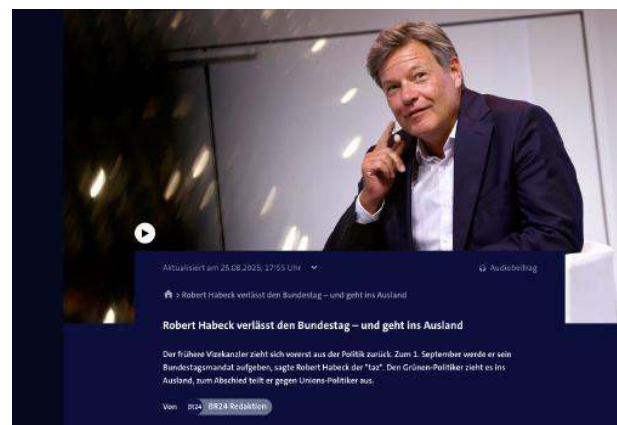 Aktualisiert am 25.08.2025, 17:55 Uhr
Audiobeitrag
> Robert Habeck verlässt den Bundestag – und geht ins Ausland
Robert Habeck verlässt den Bundestag – und geht ins Ausland
Der frühere Vizekanzler zieht sich vorerst aus der Politik zurück. Zum 1. September werde er sein
Bundestagsmandat aufgeben, sagte Robert Habeck der "taz". Den Grünen-Politiker zieht es ins
Ausland, zum Abschied teilt er gegen Unions-Politiker aus.
Von BR24 BR24 Redaktion